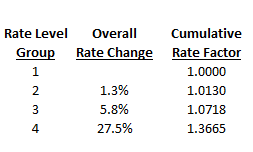 Rate Level Overall Cumulative
Group Rate Change Rate Factor
1 1.0000
2 1.3% 1.0130
3 5.8% 1.0718
4 27.5% 1.3665